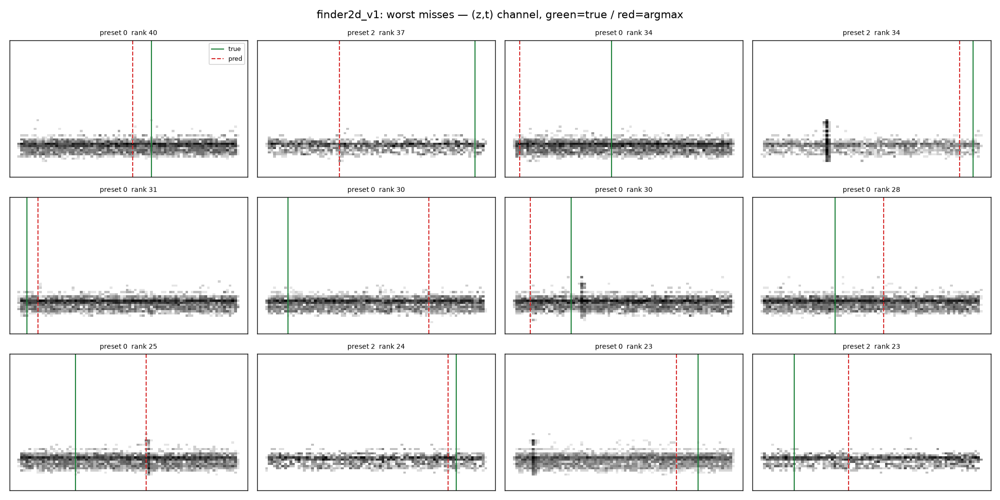 finder2d_v1: worst misses — (z,t) channel, green=true / red=argmax
preset 0  rank 40
preset 2  rank 37
preset 0  rank 34
preset 2  rank 34
true
pred
preset 0  rank 31
preset 0  rank 30
preset 0  rank 30
preset 0  rank 28
preset 0  rank 25
preset 2  rank 24
preset 0  rank 23
preset 2  rank 23